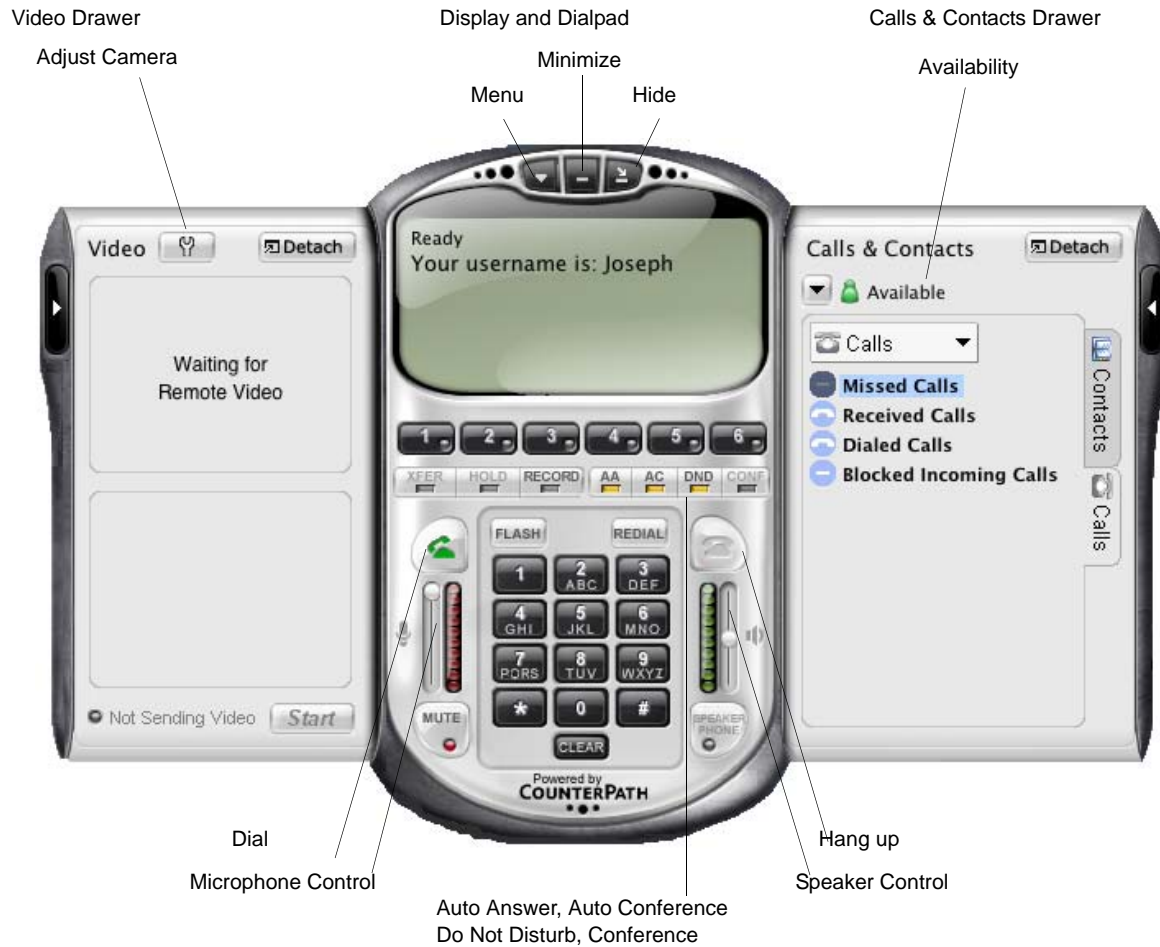 Video Drawer
Display and Dialpad
Calls & Contacts Drawer
Adjust Camera
Minimize
Availability
Menu
Hide
Video
Detach
Waiting for
Remote Video
Not Sending Video
Start
Ready
Your username is: Joseph
1 2 3 4 5 6
XFER HOLD RECORD AA AC DND CONF
FLASH
REDIAL
1
2 ABC
3 DEF
4 GHI
5 JKL
6 MNO
7 PQRS
8 TUV
9 WXYZ
* 0 #
CLEAR
MUTE
SPEAKER
PHONE
Powered by
COUNTERPATH
Calls & Contacts
Detach
Available
Calls
Missed Calls
Received Calls
Dialed Calls
Blocked Incoming Calls
Contacts
Calls
Dial
Hang up
Microphone Control
Speaker Control
Auto Answer, Auto Conference
Do Not Disturb, Conference